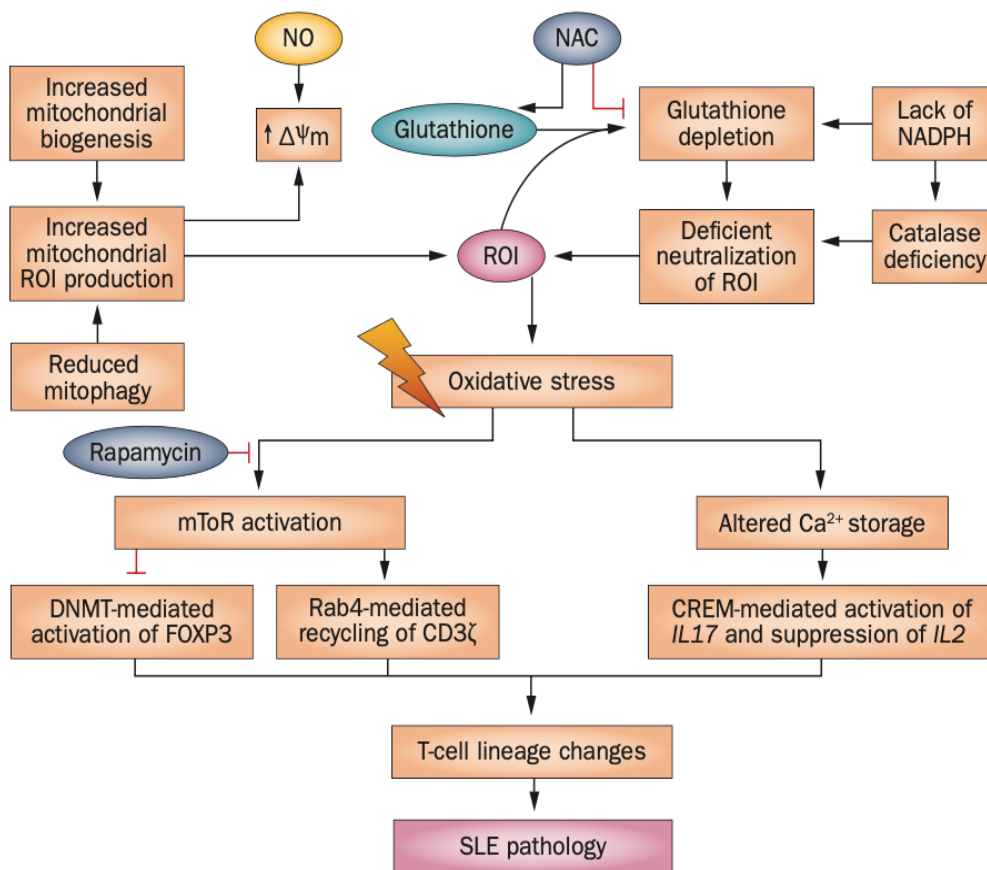 NO
NAC
Increased
mitochondrial
biogenesis
↑ ΔΨm
Glutathione
Glutathione
depletion
Lack of
NADPH
Increased
mitochondrial
ROI production
ROI
Deficient
neutralization
of ROI
Catalase
deficiency
Reduced
mitophagy
Oxidative stress
Rapamycin
mToR activation
Altered Ca²⁺ storage
DNMT-mediated
activation of FOXP3
Rab4-mediated
recycling of CD3ζ
CREM-mediated activation of
IL17 and suppression of IL2
T-cell lineage changes
SLE pathology